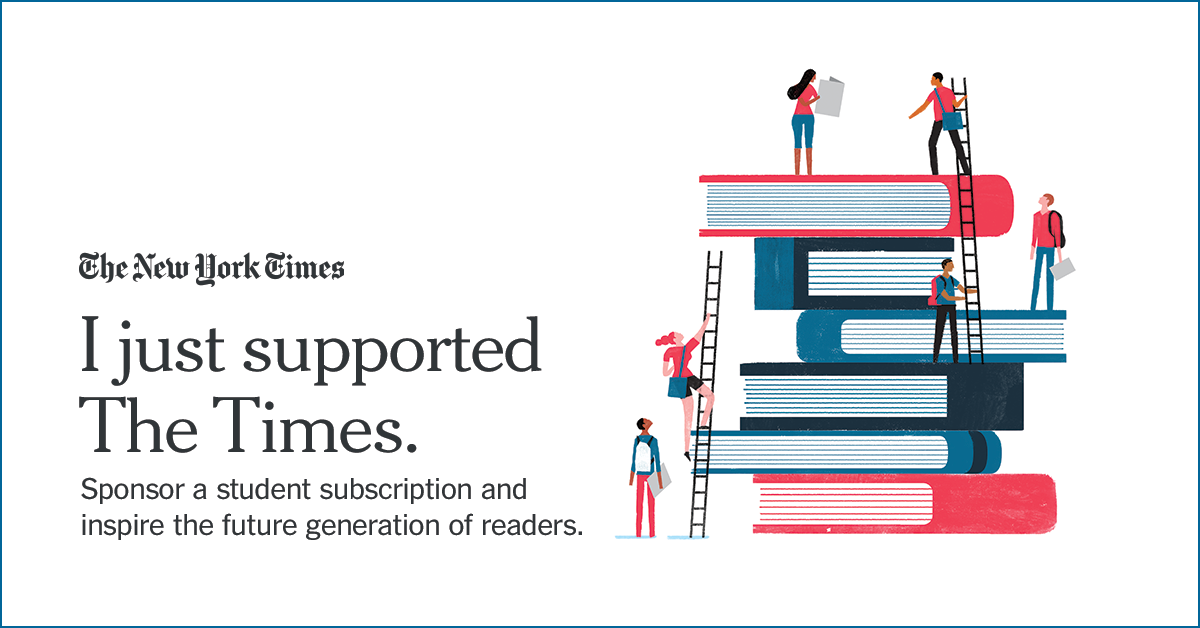 The New York Times
I just supported
The Times.
Sponsor a student subscription and
inspire the future generation of readers.